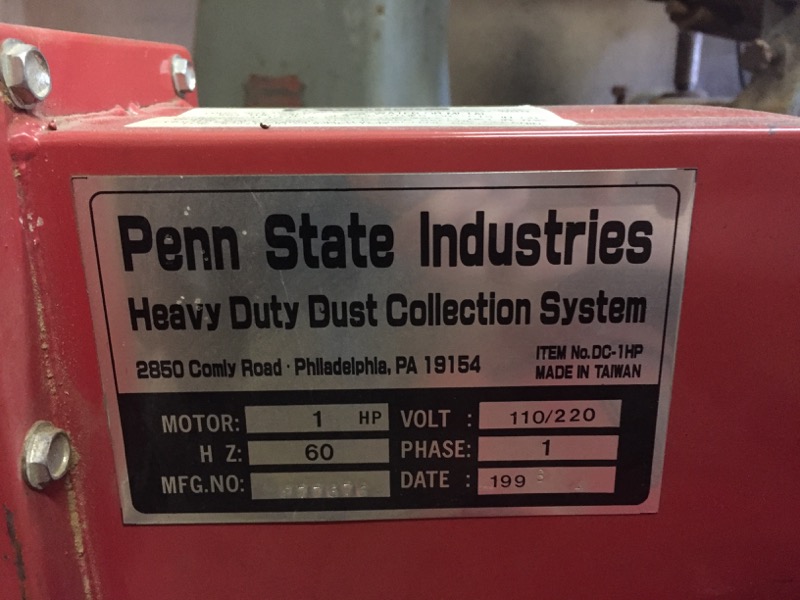 Penn State Industries
Heavy Duty Dust Collection System
2850 Comly Road · Philadelphia, PA 19154
ITEM No. DC-1HP
MADE IN TAIWAN
MOTOR: 1 HP VOLT : 110/220
H Z: 60 PHASE: 1
MFG.NO: DATE : 199